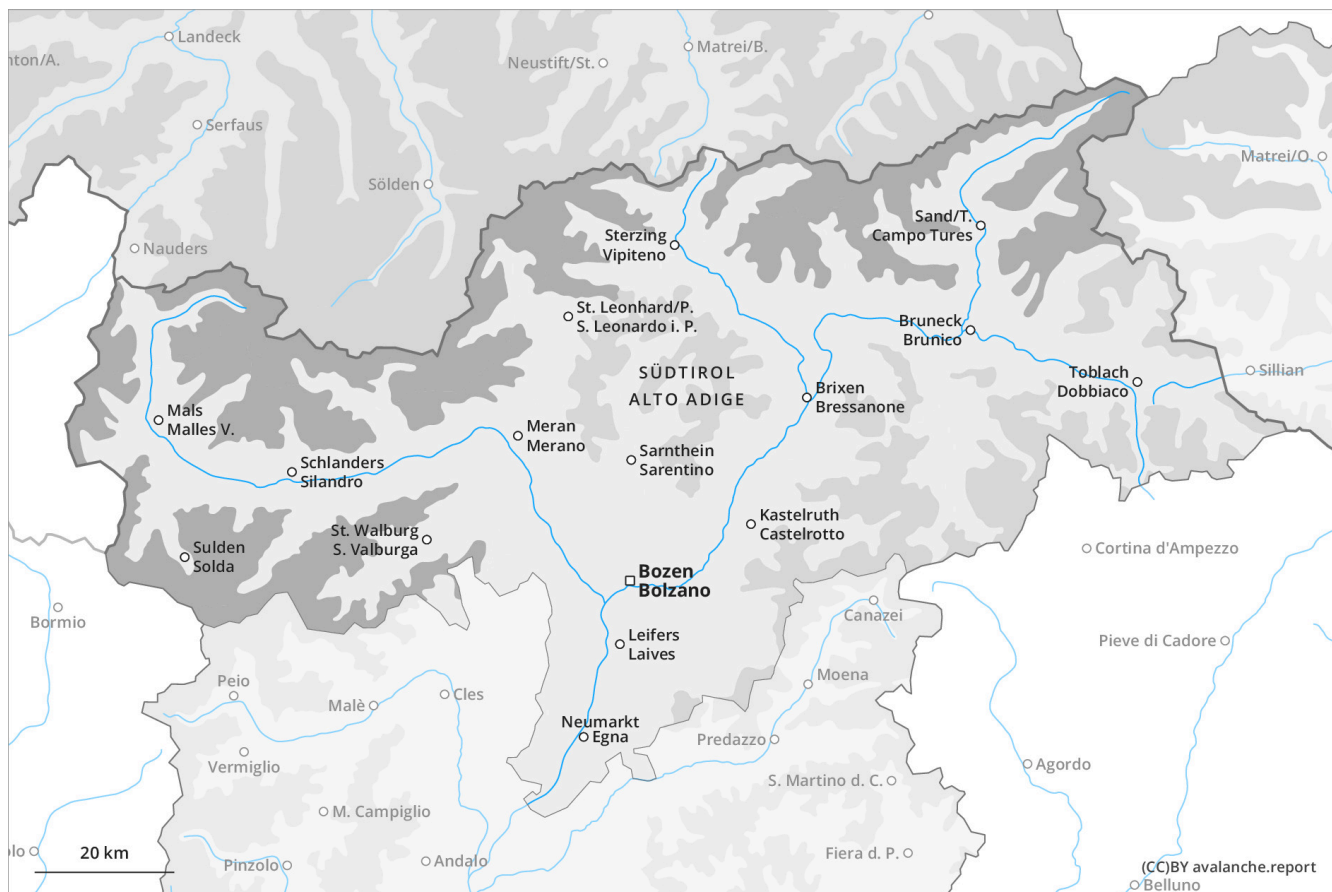 Landeck
nton/A.
Matrei/B.
Neustift/St.
Serfaus
Matrei/O.
Sölden
Sand/T.
Campo Tures
Sterzing
Vipiteno
Nauders
St. Leonhard/P.
S. Leonardo i. P.
Bruneck
Brunico
SÜDTIROL
ALTO ADIGE
Toblach
Dobbiaco
Sillian
Brixen
Bressanone
Mals
Malles V.
Meran
Merano
Sarnthein
Sarentino
Schlanders
Silandro
Kastelruth
Castelrotto
St. Walburg
S. Valburga
Sulden
Solda
Cortina d'Ampezzo
Bozen
Bolzano
Bormio
Canazei
Leifers
Laives
Pieve di Cadore
Peio
Malè
Cles
Moena
Neumarkt
Egna
Predazzo
Vermiglio
Agordo
S. Martino d. C.
M. Campiglio
olo
20 km
Pinzolo
Andalo
Fiera d. P.
(CC)BY avalanche.report
Belluno